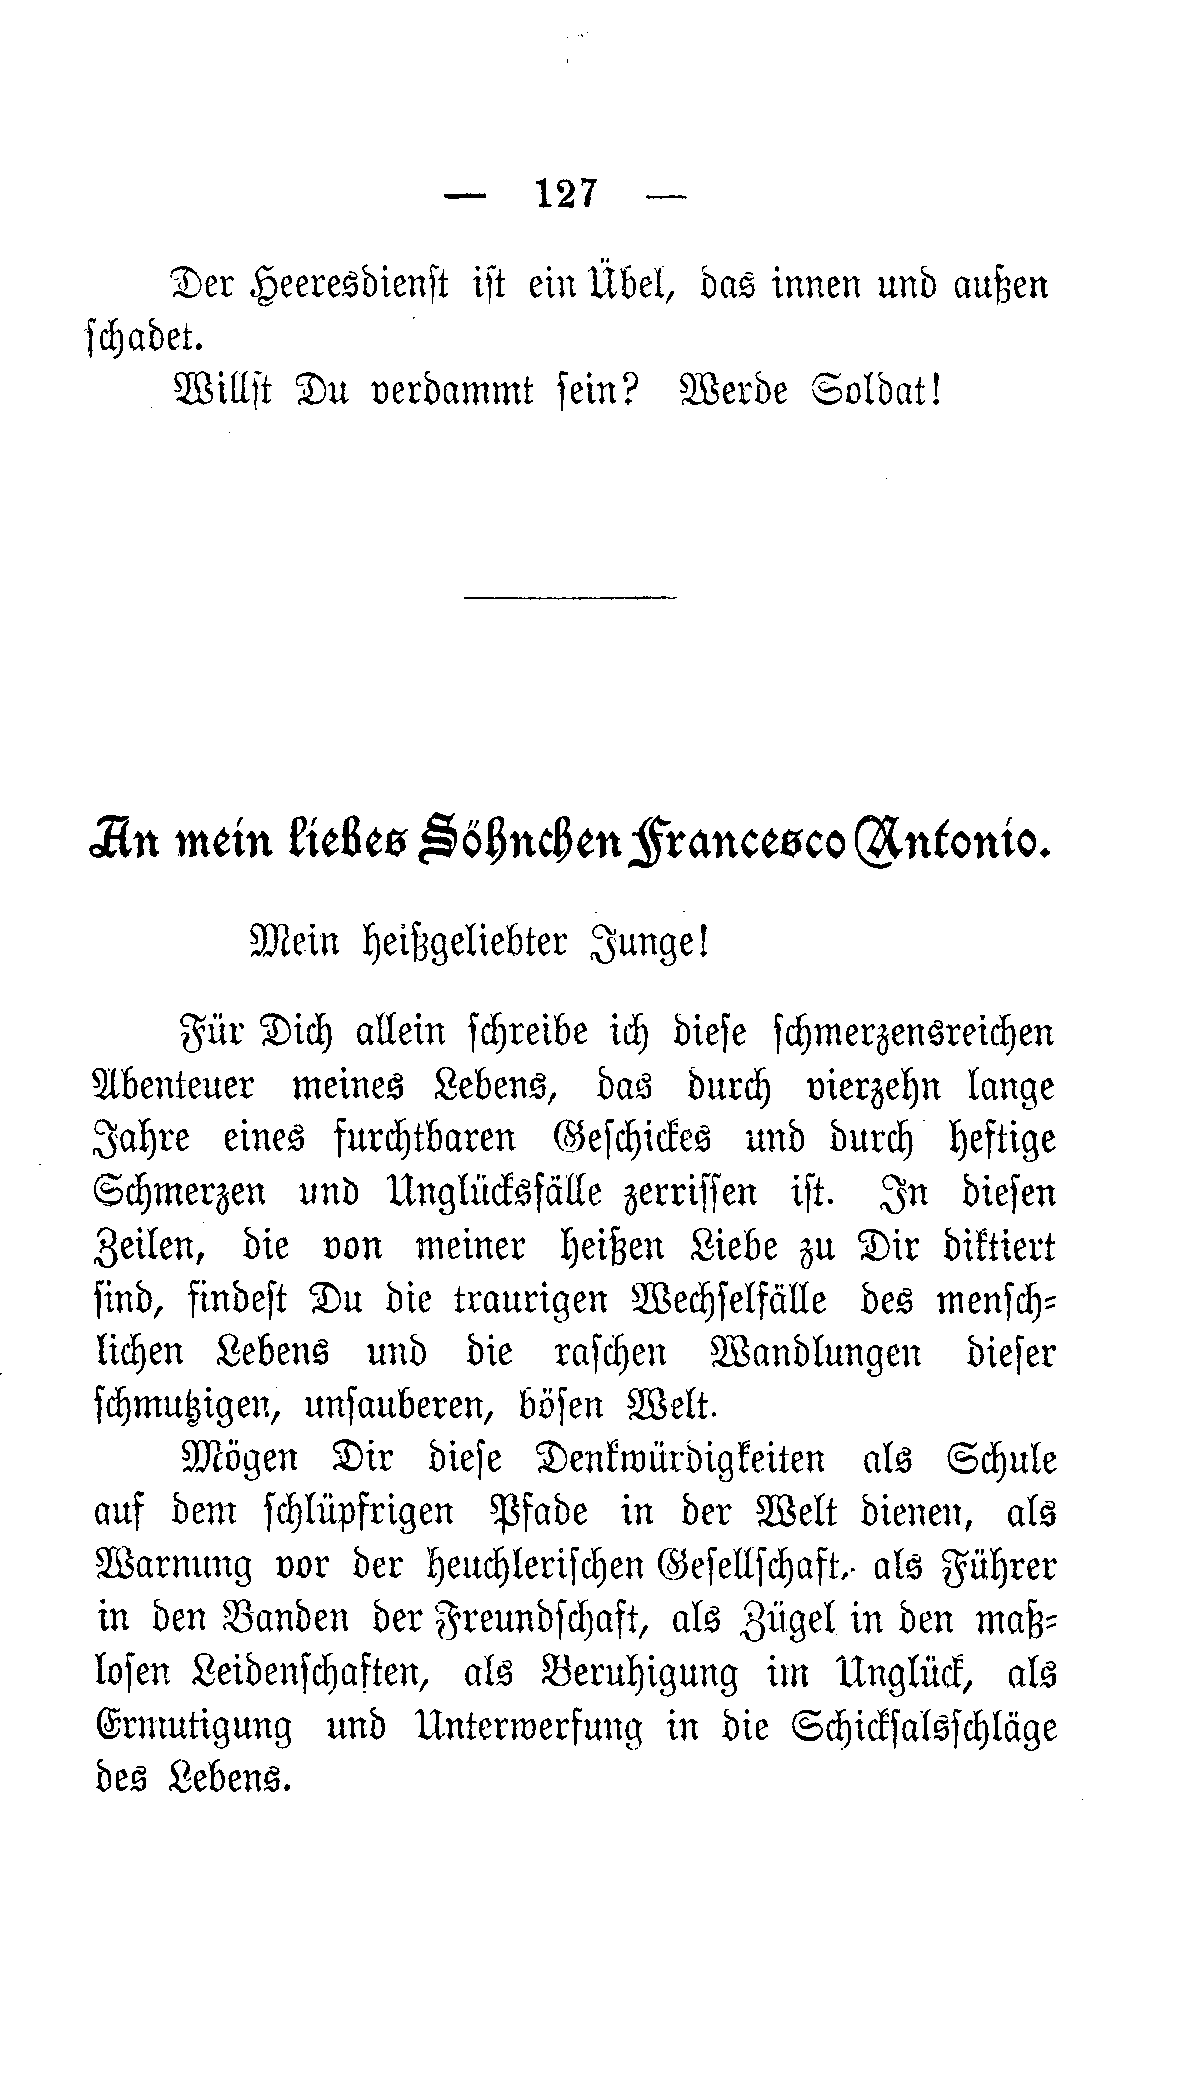 — 127 —
Der Heeresdienst ist ein Übel, das innen und außen
schadet.
Willst Du verdammt sein? Werde Soldat!
An mein liebes Söhnchen Francesco Antonio.
Mein heißgeliebter Junge!
Für Dich allein schreibe ich diese schmerzensreichen
Abenteuer meines Lebens, das durch vierzehn lange
Jahre eines furchtbaren Geschickes und durch heftige
Schmerzen und Unglücksfälle zerrissen ist. In diesen
Zeilen, die von meiner heißen Liebe zu Dir diktiert
sind, findest Du die traurigen Wechselfälle des mensch-
lichen Lebens und die raschen Wandlungen dieser
schmutzigen, unsauberen, bösen Welt.
Mögen Dir diese Denkwürdigkeiten als Schule
auf dem schlüpfrigen Pfade in der Welt dienen, als
Warnung vor der heuchlerischen Gesellschaft, als Führer
in den Banden der Freundschaft, als Zügel in den maß-
losen Leidenschaften, als Beruhigung im Unglück, als
Ermutigung und Unterwerfung in die Schicksalsschläge
des Lebens.